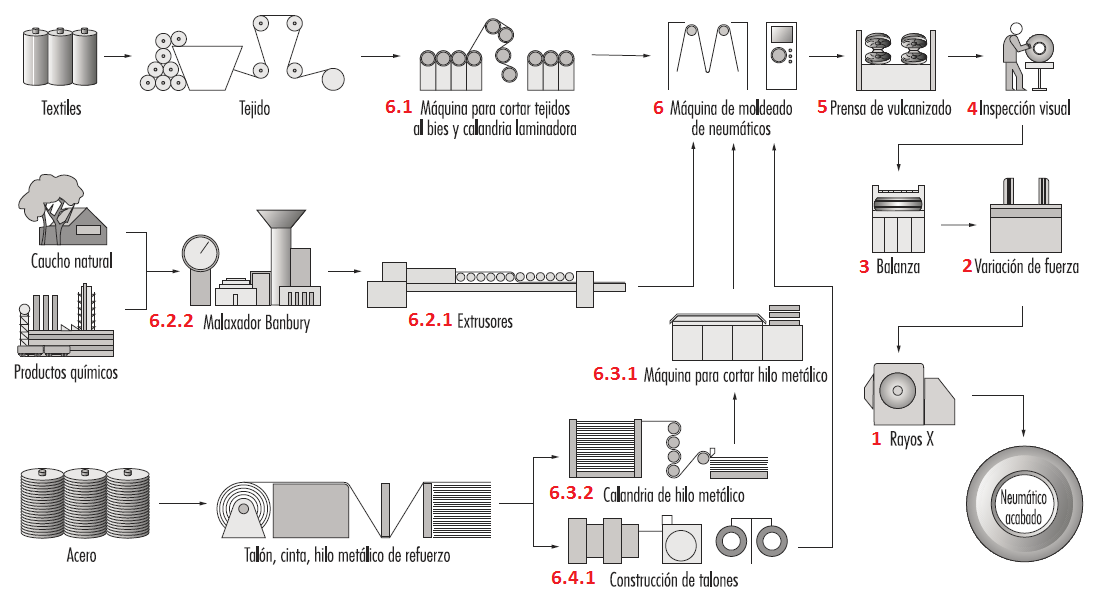 Textiles
Tejido
6.1 Máquina para cortar tejidos
al bies y calandria laminadora
6 Máquina de moldeado
de neumáticos
5 Prensa de vulcanizado
4 Inspección visual
Caucho natural
6.2.2 Malaxador Banbury
6.2.1 Extrusores
3 Balanza
2 Variación de fuerza
Productos químicos
6.3.1 Máquina para cortar hilo metálico
1 Rayos X
6.3.2 Calandria de hilo metálico
Neumático
acabado
Acero
Talón, cinta, hilo metálico de refuerzo
6.4.1 Construcción de talones